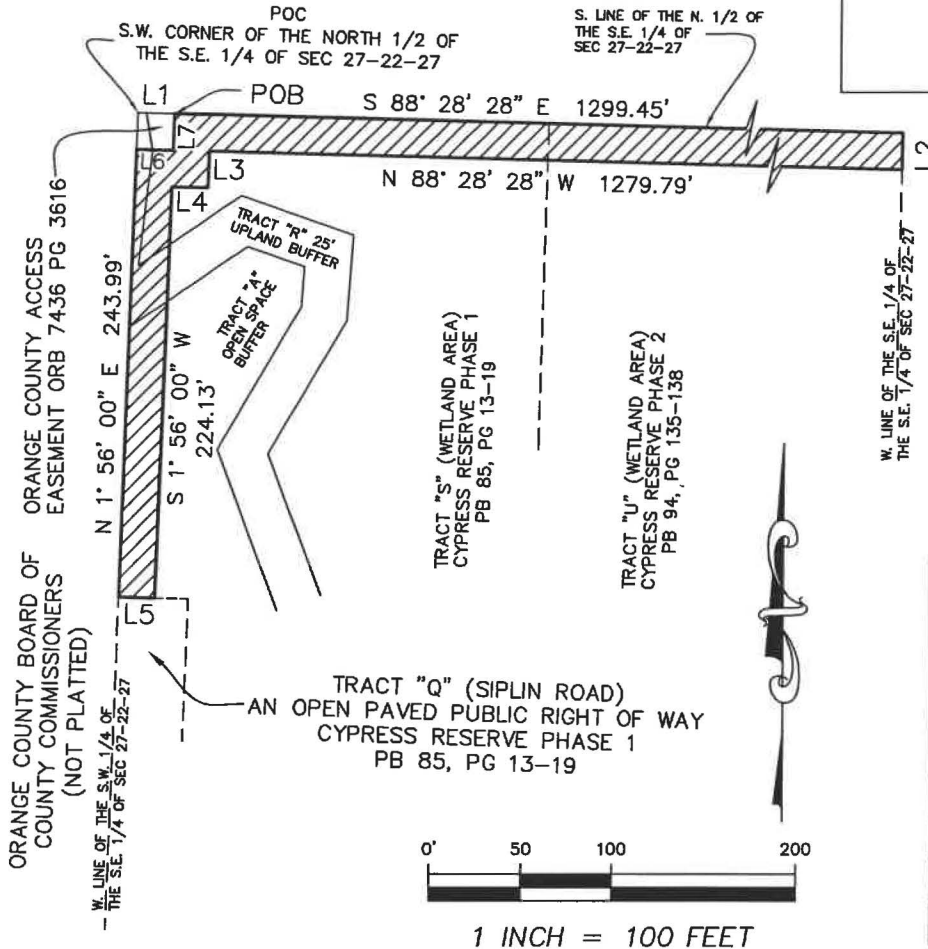 POC
S.W. CORNER OF THE NORTH 1/2 OF
THE S.E. 1/4 OF SEC 27-22-27
S. LINE OF THE N. 1/2 OF
THE S.E. 1/4 OF
SEC 27-22-27
L1
POB
S 88° 28' 28" E 1299.45'
L7
L6
L2
L3
N 88° 28' 28" W 1279.79'
L4
ORANGE COUNTY ACCESS
EASEMENT ORB 7436 PG 3616
TRACT "R" 25'
UPLAND BUFFER
TRACT "A"
OPEN SPACE
BUFFER
N 1° 56' 00" E 243.99'
S 1° 56' 00" W
224.13'
TRACT "S" (WETLAND AREA)
CYPRESS RESERVE PHASE 1
PB 85, PG 13-19
TRACT "U" (WETLAND AREA)
CYPRESS RESERVE PHASE 2
PB 94, PG 135-138
W. LINE OF THE S.E. 1/4 OF
THE S.E. 1/4 OF SEC 27-22-27
L5
ORANGE COUNTY BOARD OF
COUNTY COMMISSIONERS
(NOT PLATTED)
W. LINE OF THE S.W. 1/4 OF
THE S.E. 1/4 OF SEC 27-22-27
TRACT "Q" (SIPLIN ROAD)
AN OPEN PAVED PUBLIC RIGHT OF WAY
CYPRESS RESERVE PHASE 1
PB 85, PG 13-19
0' 50 100 200
1 INCH = 100 FEET